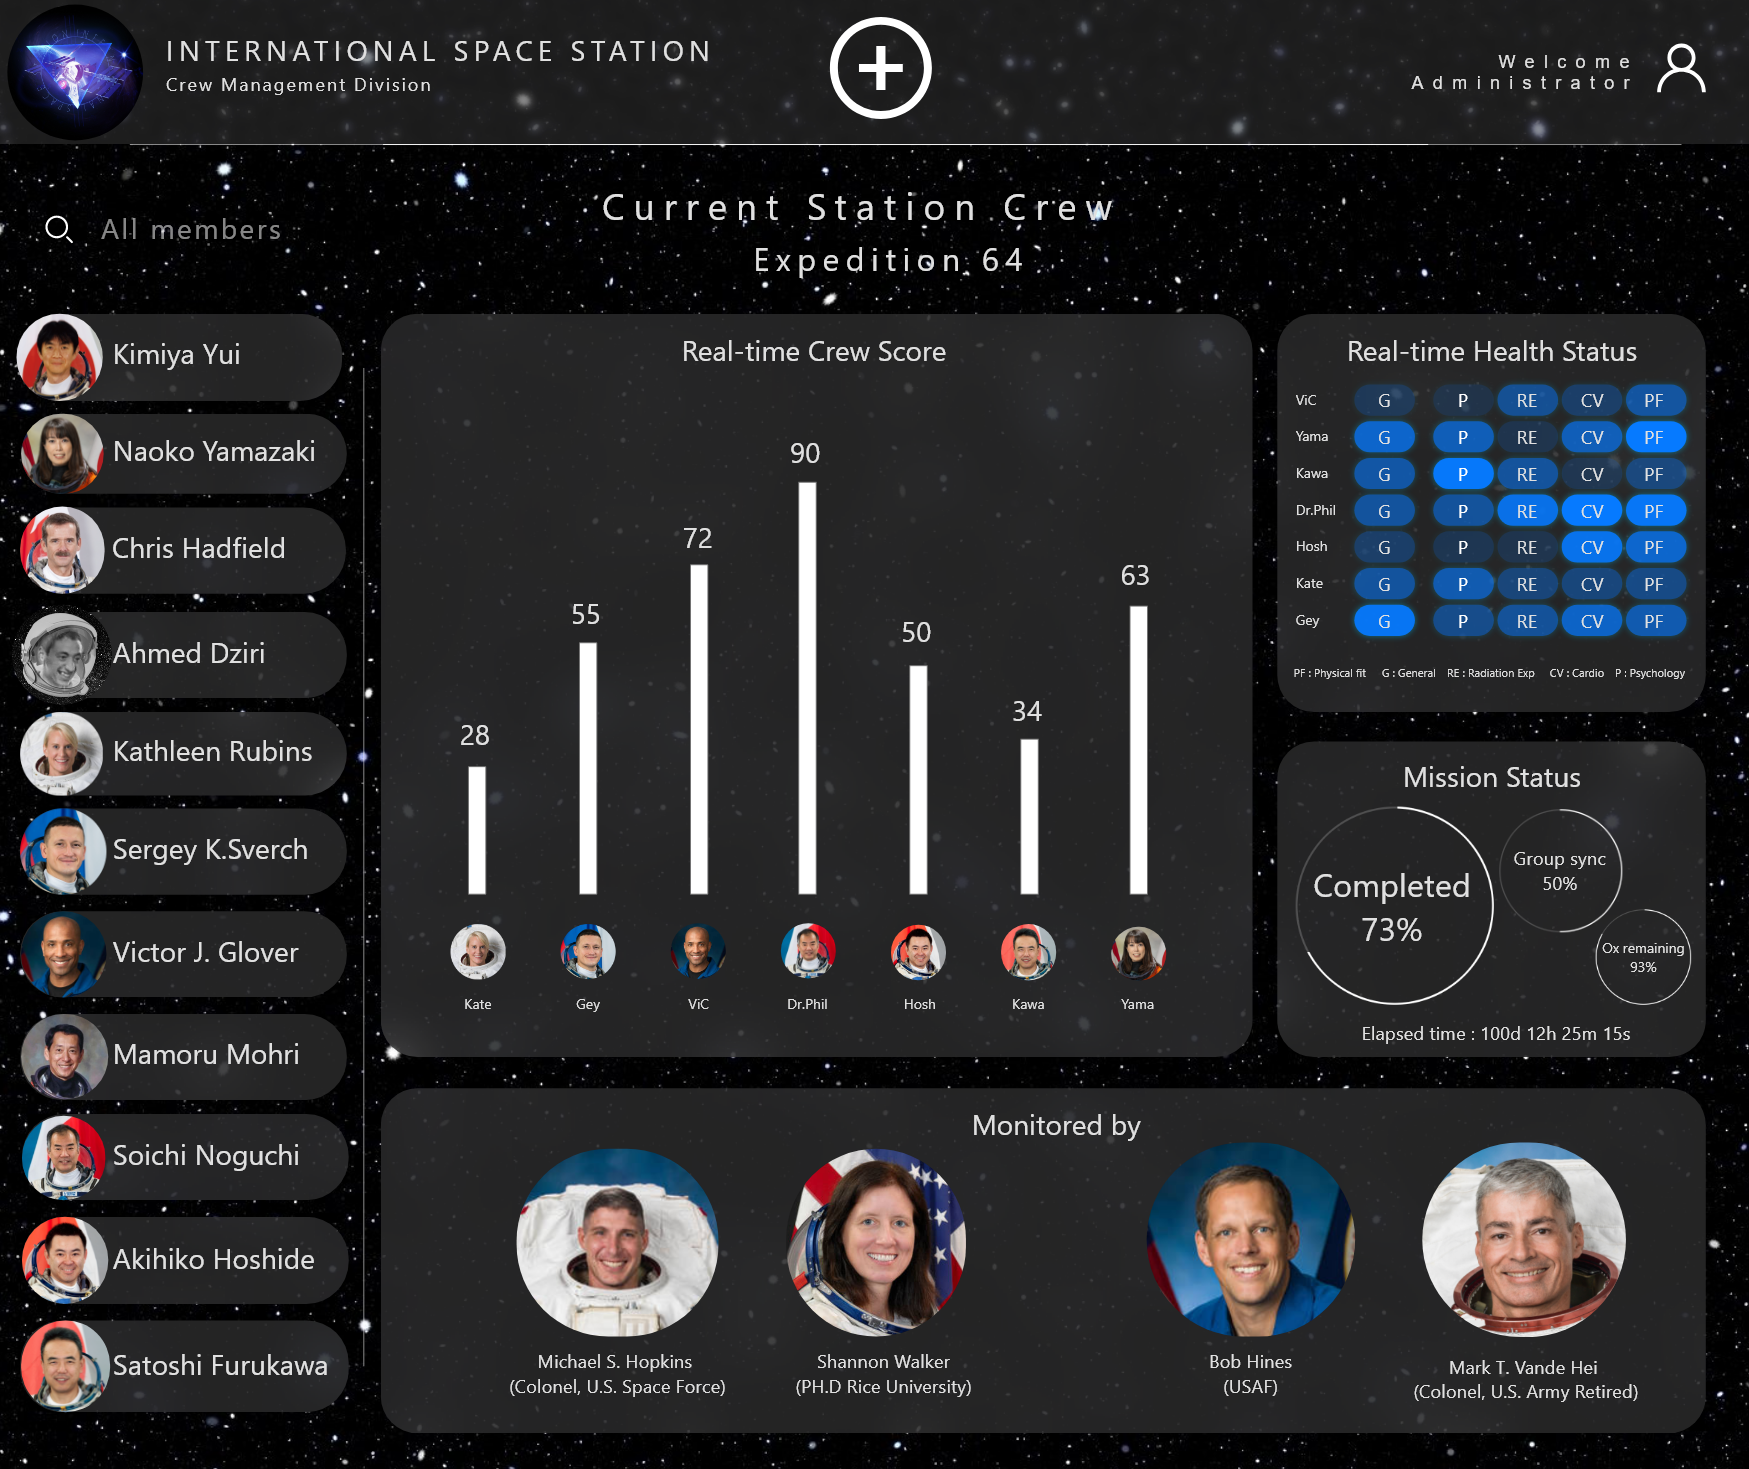 INTERNATIONAL SPACE STATION
Crew Management Division
Welcome
Administrator
All members
Current Station Crew
Expedition 64
Kimiya Yui
Naoko Yamazaki
Chris Hadfield
Ahmed Dziri
Kathleen Rubins
Sergey K.Sverch
Victor J. Glover
Mamoru Mohri
Soichi Noguchi
Akihiko Hoshide
Satoshi Furukawa
Real-time Crew Score
28
55
72
90
50
34
63
Kate
Gey
ViC
Dr.Phil
Hosh
Kawa
Yama
Real-time Health Status
ViC G P RE CV PF
Yama G P RE CV PF
Kawa G P RE CV PF
Dr.Phil G P RE CV PF
Hosh G P RE CV PF
Kate G P RE CV PF
Gey G P RE CV PF
PF : Physical fit G : General RE : Radiation Exp CV : Cardio P : Psychology
Mission Status
Completed
73%
Group sync
50%
Ox remaining
93%
Elapsed time : 100d 12h 25m 15s
Monitored by
Michael S. Hopkins
(Colonel, U.S. Space Force)
Shannon Walker
(PH.D Rice University)
Bob Hines
(USAF)
Mark T. Vande Hei
(Colonel, U.S. Army Retired)